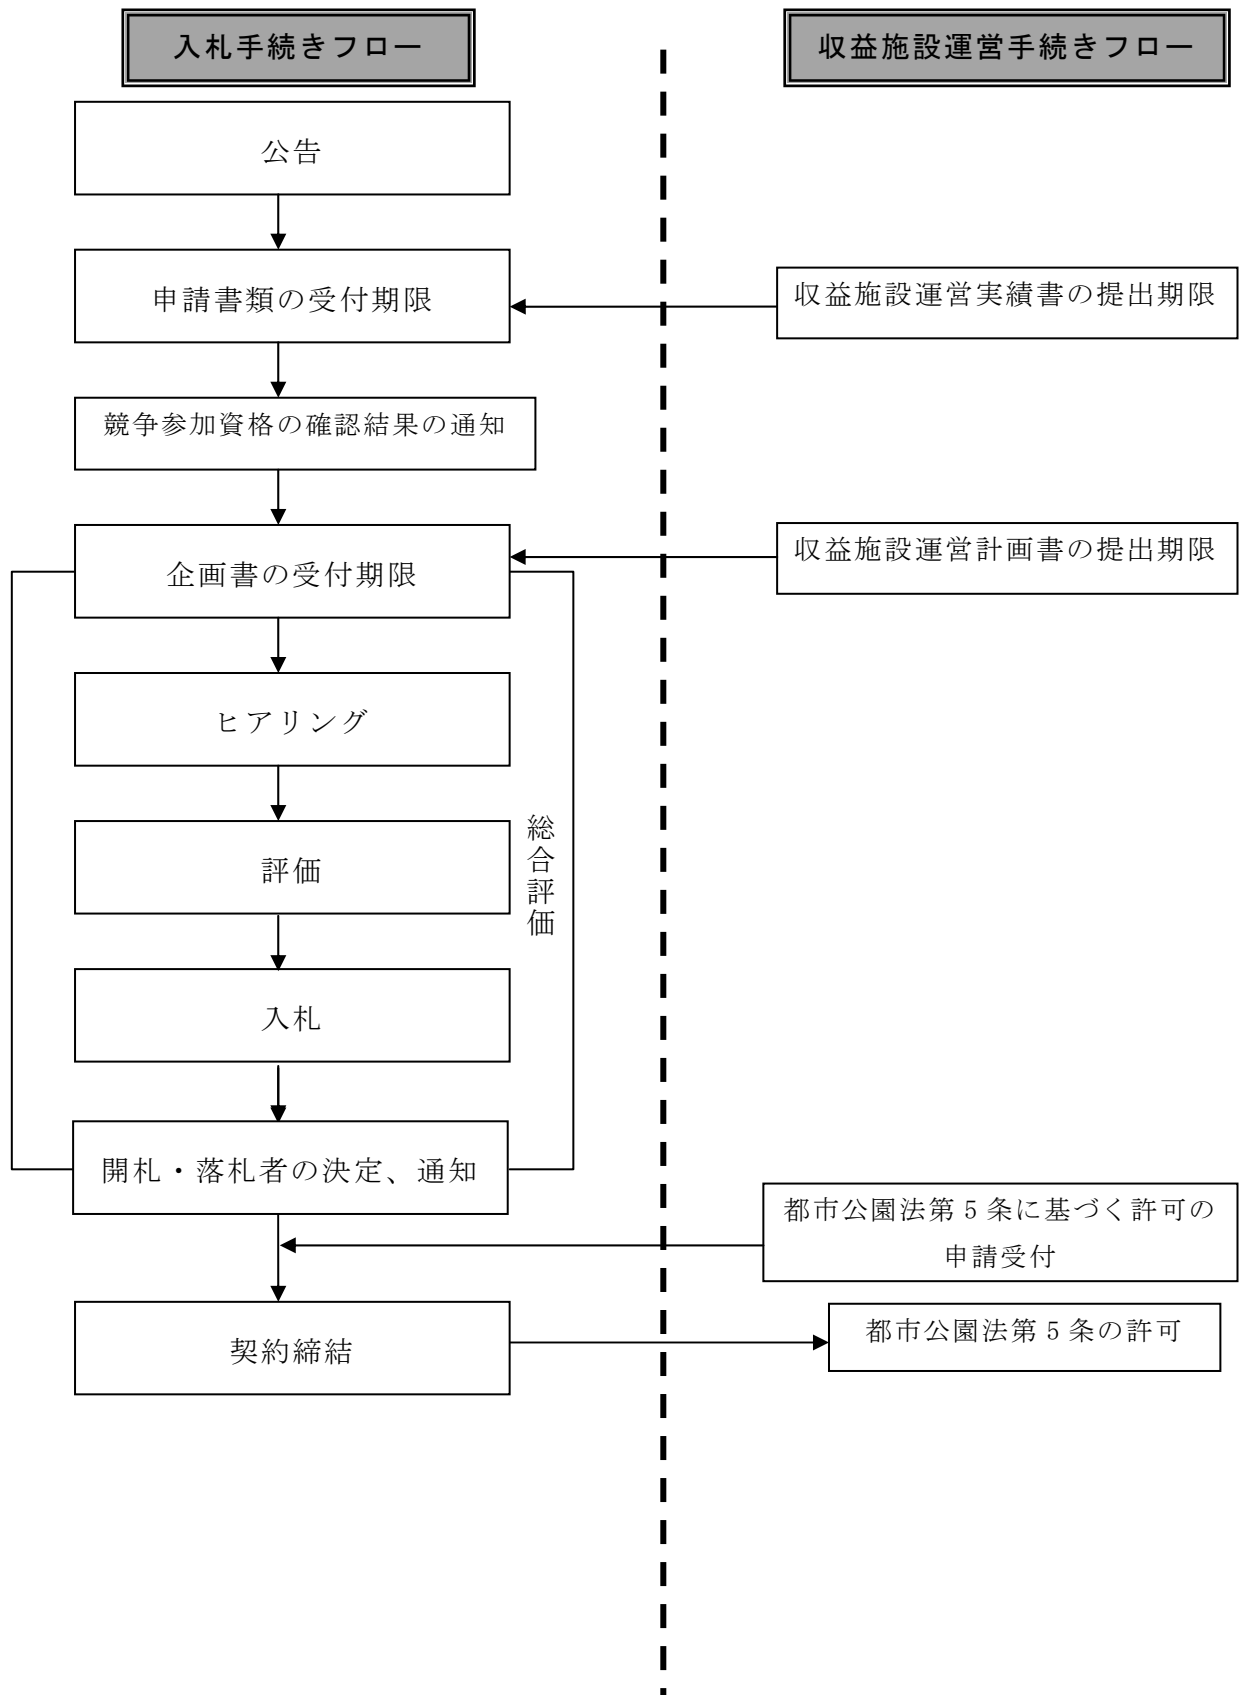 入札手続きフロー
収益施設運営手続きフロー
公告
申請書類の受付期限
収益施設運営実績書の提出期限
競争参加資格の確認結果の通知
企画書の受付期限
収益施設運営計画書の提出期限
ヒアリング
評価
総合評価
入札
開札・落札者の決定、通知
都市公園法第5条に基づく許可の
申請受付
契約締結
都市公園法第5条の許可